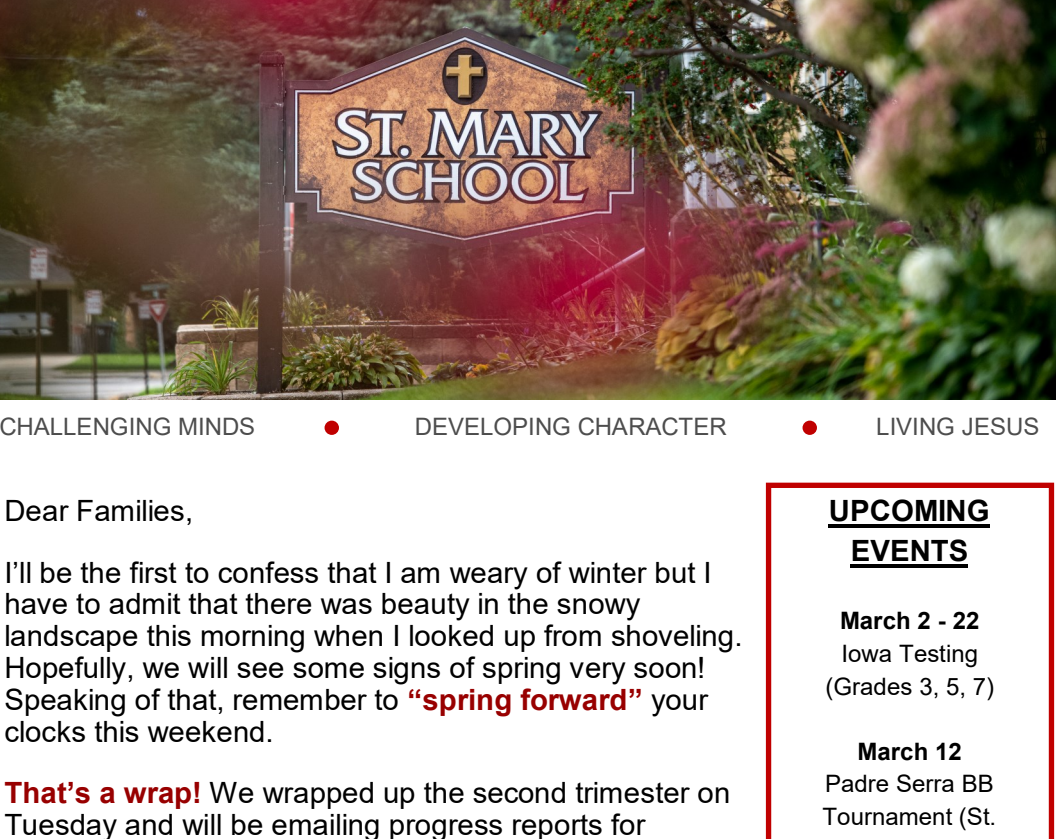 ST. MARY
SCHOOL
CHALLENGING MINDS ● DEVELOPING CHARACTER ● LIVING JESUS
Dear Families,
I’ll be the first to confess that I am weary of winter but I
have to admit that there was beauty in the snowy
landscape this morning when I looked up from shoveling.
Hopefully, we will see some signs of spring very soon!
Speaking of that, remember to “spring forward” your
clocks this weekend.
That’s a wrap! We wrapped up the second trimester on
Tuesday and will be emailing progress reports for
UPCOMING
EVENTS
March 2 - 22
Iowa Testing
(Grades 3, 5, 7)
March 12
Padre Serra BB
Tournament (St.